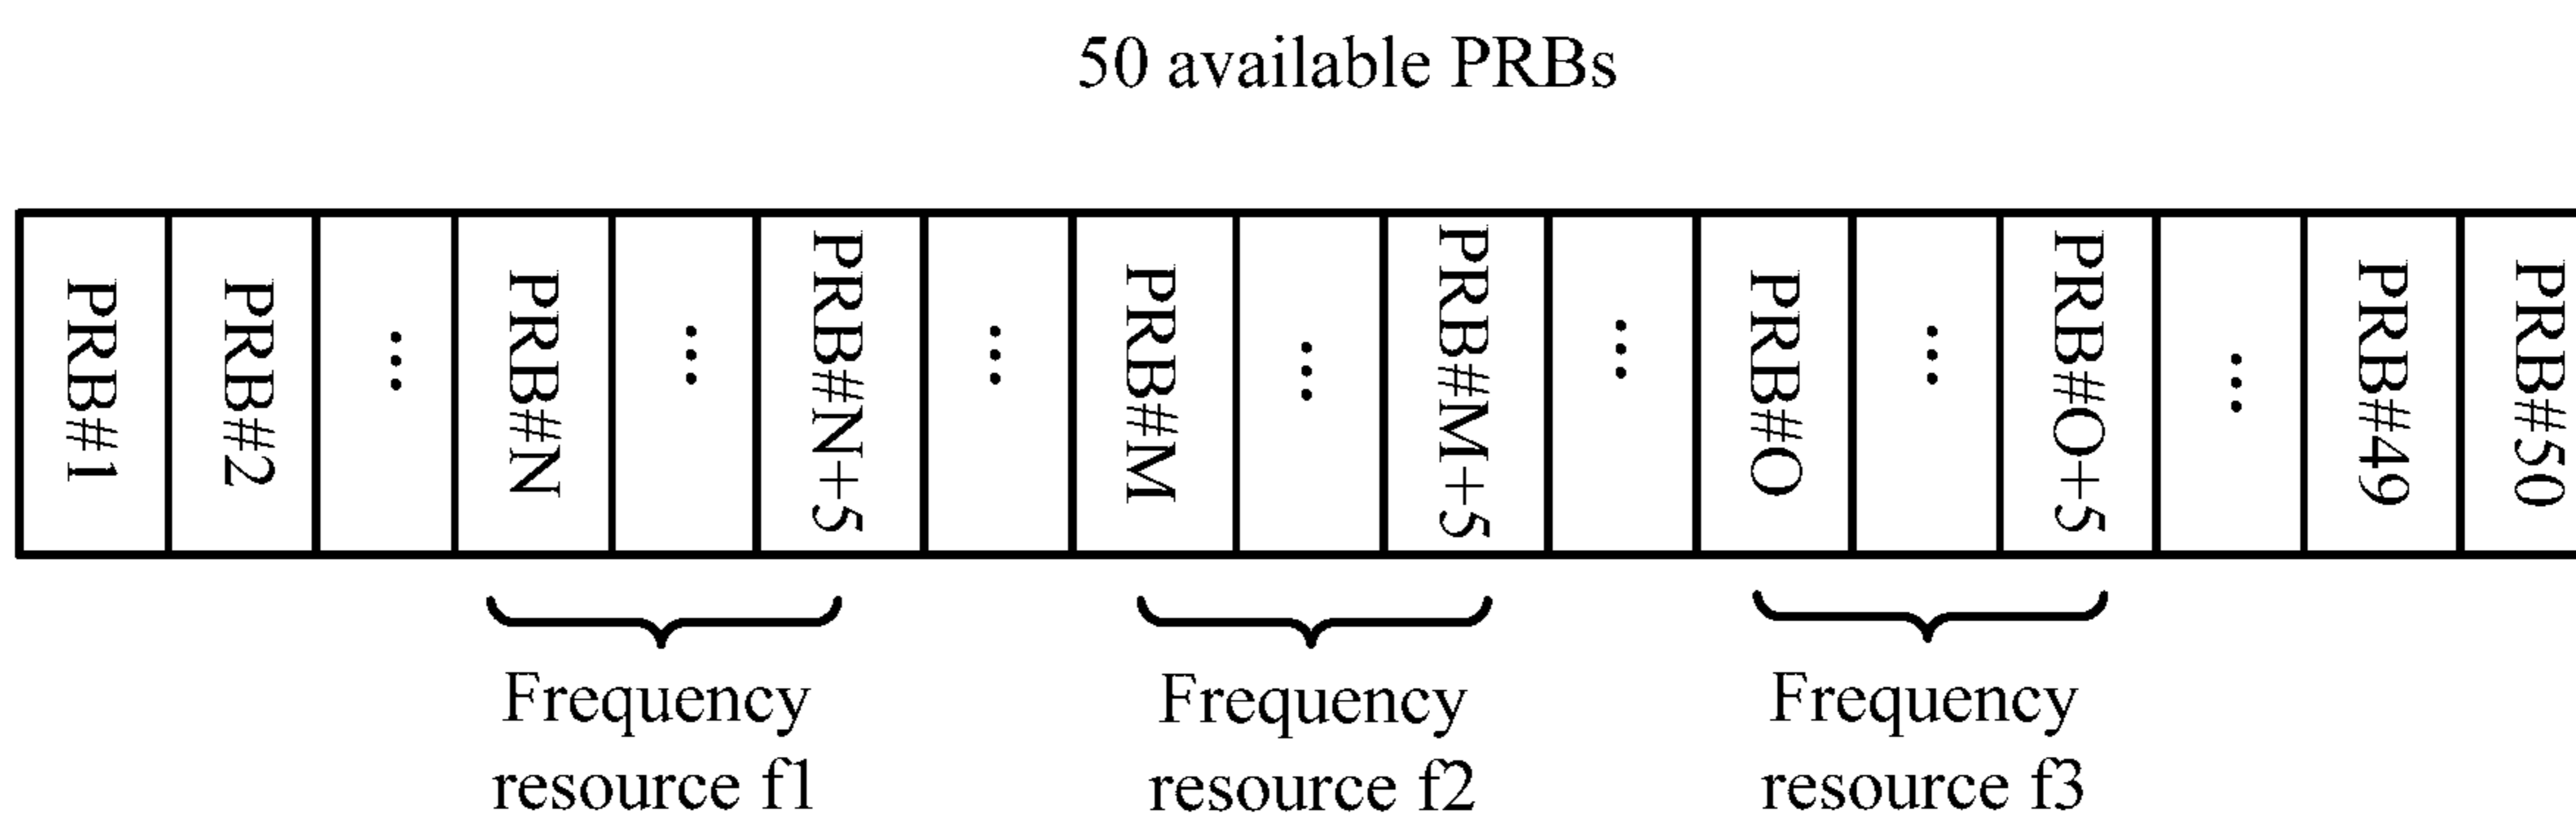 50 available PRBs
PRB#1
PRB#2
...
PRB#N
...
PRB#N+5
...
PRB#M
...
PRB#M+5
...
PRB#O
...
PRB#O+5
...
PRB#49
PRB#50
Frequency
resource f1
Frequency
resource f2
Frequency
resource f3